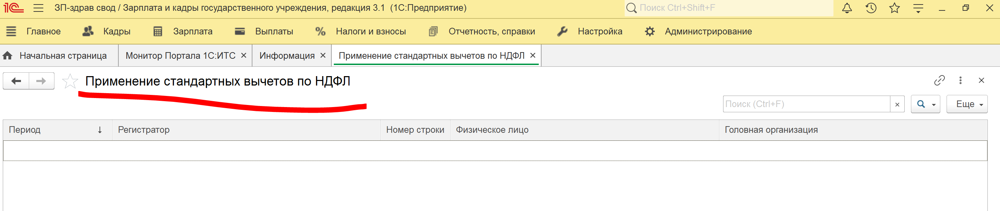 1С ЗП-здрав свод / Зарплата и кадры государственного учреждения, редакция 3.1 (1С:Предприятие) Поиск Ctrl+Shift+F
Главное Кадры Зарплата Выплаты % Налоги и взносы Отчетность, справки Настройка Администрирование
Начальная страница Монитор Портала 1С:ИТС Информация Применение стандартных вычетов по НДФЛ
Применение стандартных вычетов по НДФЛ
Поиск (Ctrl+F) Еще
Период Регистратор Номер строки Физическое лицо Головная организация